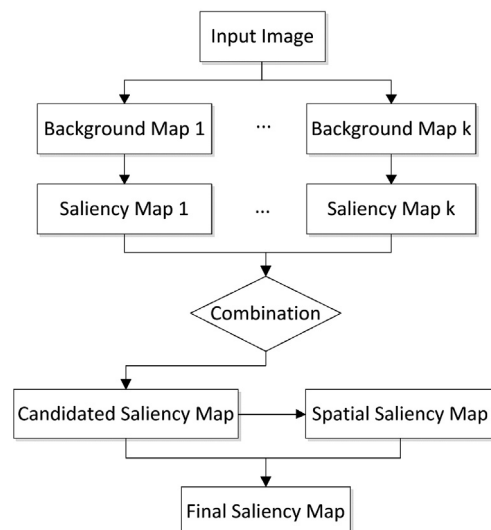 Input Image
Background Map 1
...
Background Map k
Saliency Map 1
...
Saliency Map k
Combination
Candidated Saliency Map
Spatial Saliency Map
Final Saliency Map